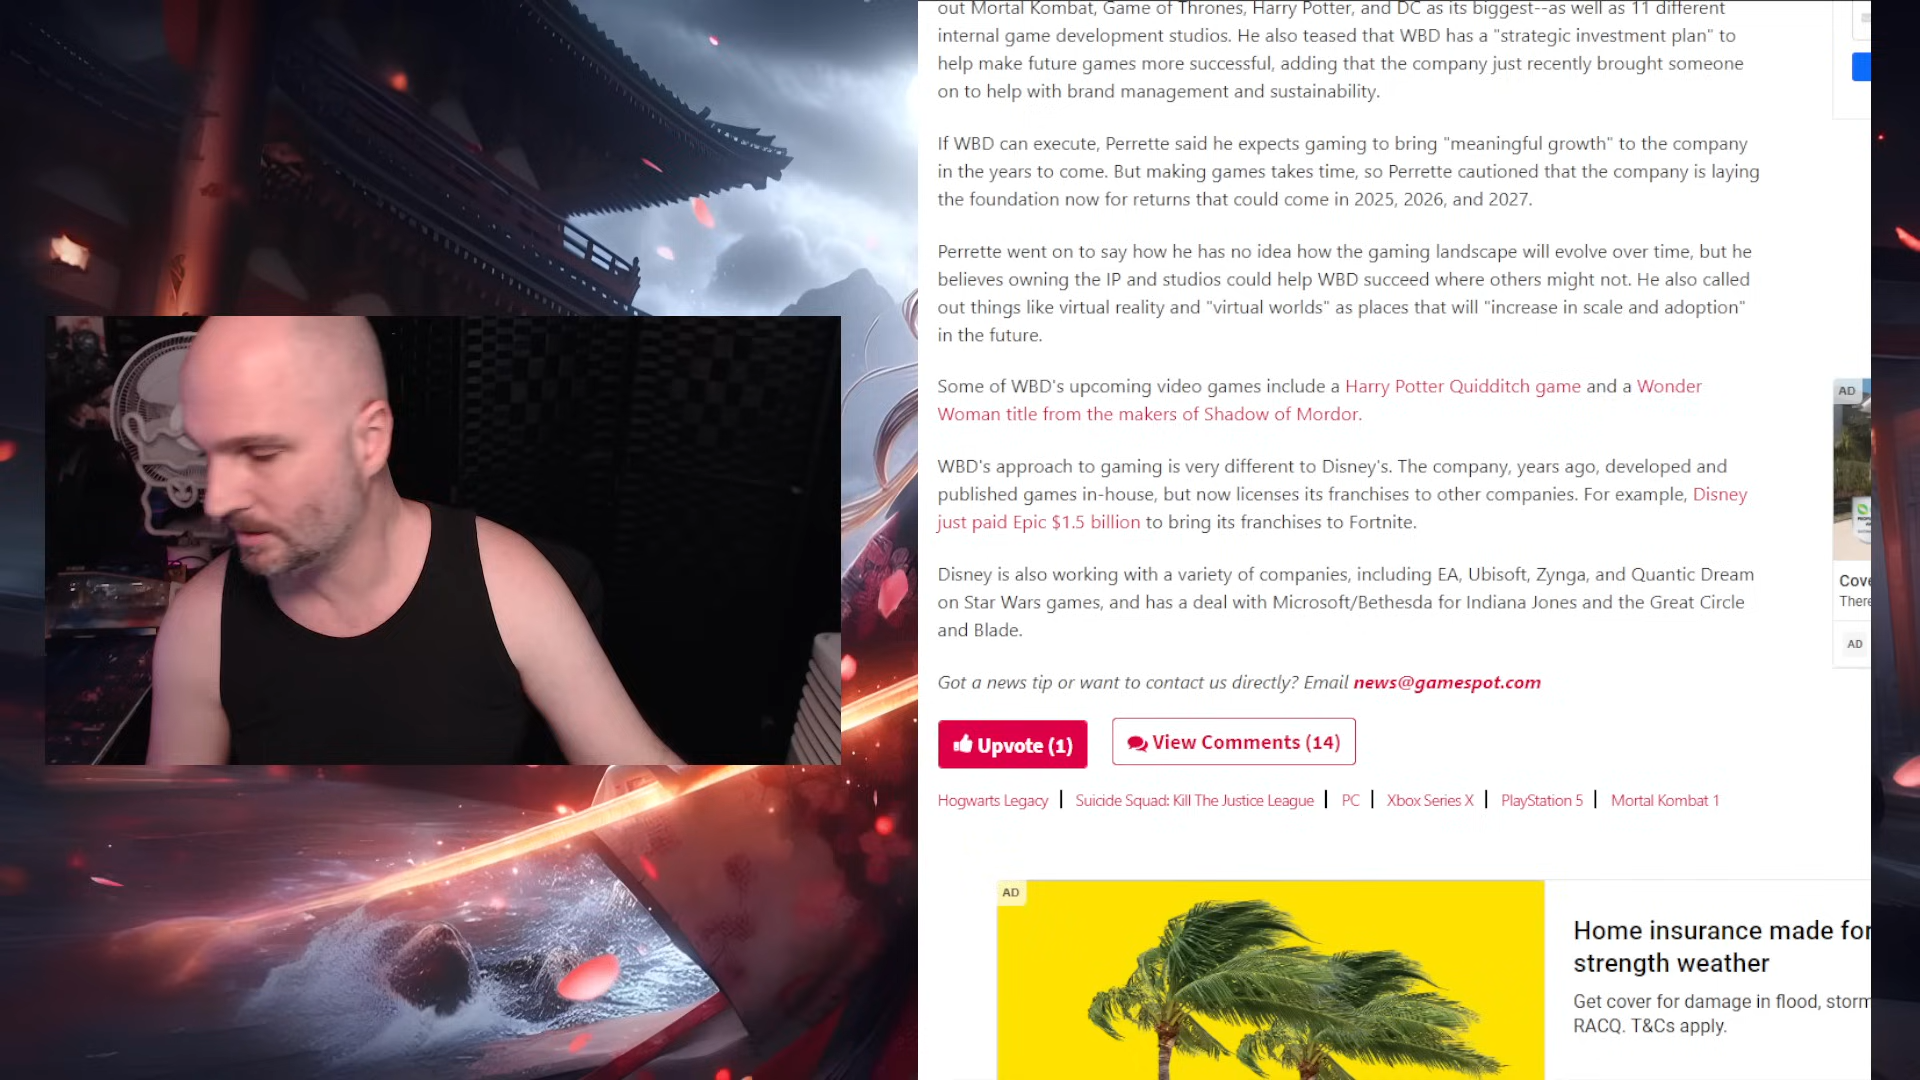 out Mortal Kombat, Game of Thrones, Harry Potter, and DC as its biggest--as well as 11 different
internal game development studios. He also teased that WBD has a "strategic investment plan" to
help make future games more successful, adding that the company just recently brought someone
on to help with brand management and sustainability.
If WBD can execute, Perrette said he expects gaming to bring "meaningful growth" to the company
in the years to come. But making games takes time, so Perrette cautioned that the company is laying
the foundation now for returns that could come in 2025, 2026, and 2027.
Perrette went on to say how he has no idea how the gaming landscape will evolve over time, but he
believes owning the IP and studios could help WBD succeed where others might not. He also called
out things like virtual reality and "virtual worlds" as places that will "increase in scale and adoption"
in the future.
Some of WBD's upcoming video games include a Harry Potter Quidditch game and a Wonder
Woman title from the makers of Shadow of Mordor.
WBD's approach to gaming is very different to Disney's. The company, years ago, developed and
published games in-house, but now licenses its franchises to other companies. For example, Disney
just paid Epic $1.5 billion to bring its franchises to Fortnite.
Disney is also working with a variety of companies, including EA, Ubisoft, Zynga, and Quantic Dream
on Star Wars games, and has a deal with Microsoft/Bethesda for Indiana Jones and the Great Circle
and Blade.
Got a news tip or want to contact us directly? Email news@gamespot.com
Upvote (1)
View Comments (14)
Hogwarts Legacy | Suicide Squad: Kill The Justice League | PC | Xbox Series X | PlayStation 5 | Mortal Kombat 1
AD
Home insurance made for
strength weather
Get cover for damage in flood, storm
RACQ. T&Cs apply.
AD
Cove
There
AD